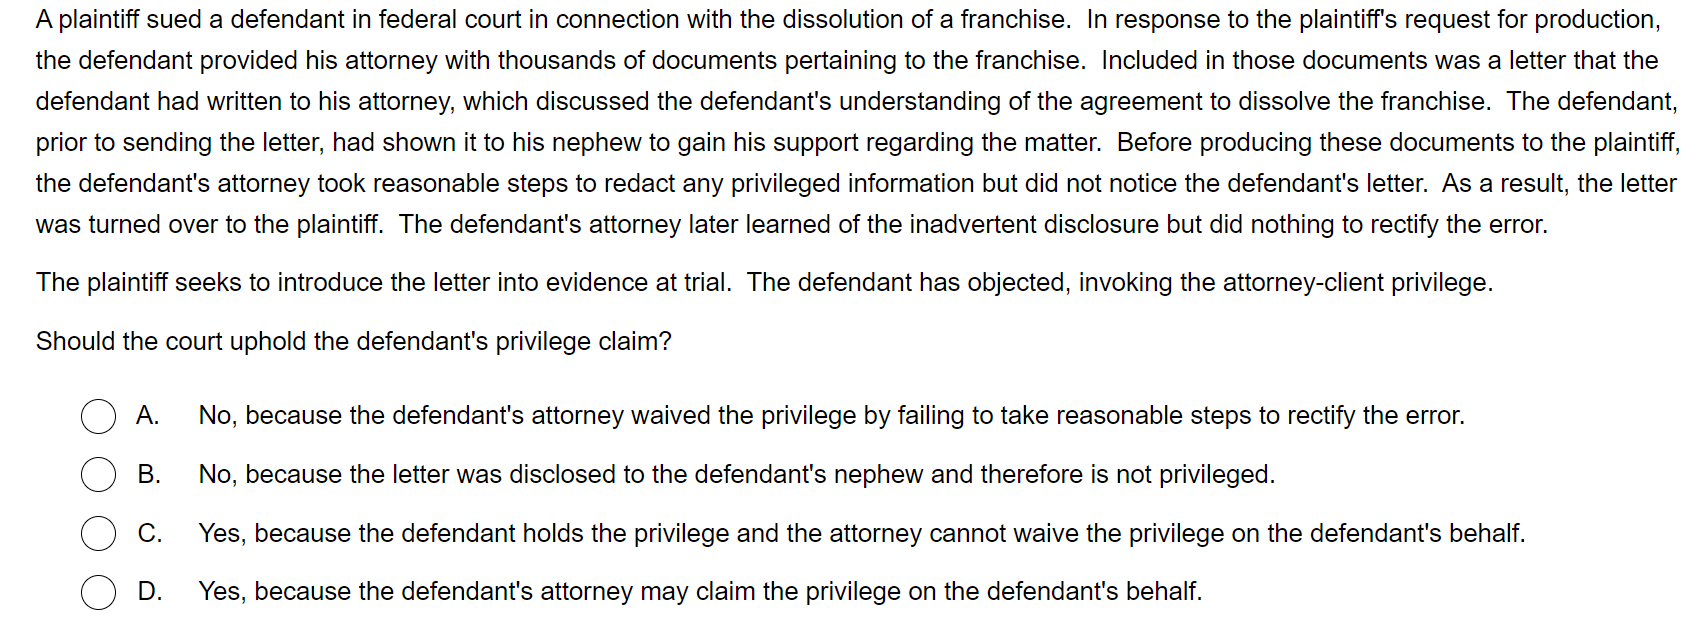 A plaintiff sued a defendant in federal court in connection with the dissolution of a franchise.  In response to the plaintiff's request for production,
the defendant provided his attorney with thousands of documents pertaining to the franchise.  Included in those documents was a letter that the
defendant had written to his attorney, which discussed the defendant's understanding of the agreement to dissolve the franchise.  The defendant,
prior to sending the letter, had shown it to his nephew to gain his support regarding the matter.  Before producing these documents to the plaintiff,
the defendant's attorney took reasonable steps to redact any privileged information but did not notice the defendant's letter.  As a result, the letter
was turned over to the plaintiff.  The defendant's attorney later learned of the inadvertent disclosure but did nothing to rectify the error.
The plaintiff seeks to introduce the letter into evidence at trial.  The defendant has objected, invoking the attorney-client privilege.
Should the court uphold the defendant's privilege claim?
A. No, because the defendant's attorney waived the privilege by failing to take reasonable steps to rectify the error.
B. No, because the letter was disclosed to the defendant's nephew and therefore is not privileged.
C. Yes, because the defendant holds the privilege and the attorney cannot waive the privilege on the defendant's behalf.
D. Yes, because the defendant's attorney may claim the privilege on the defendant's behalf.